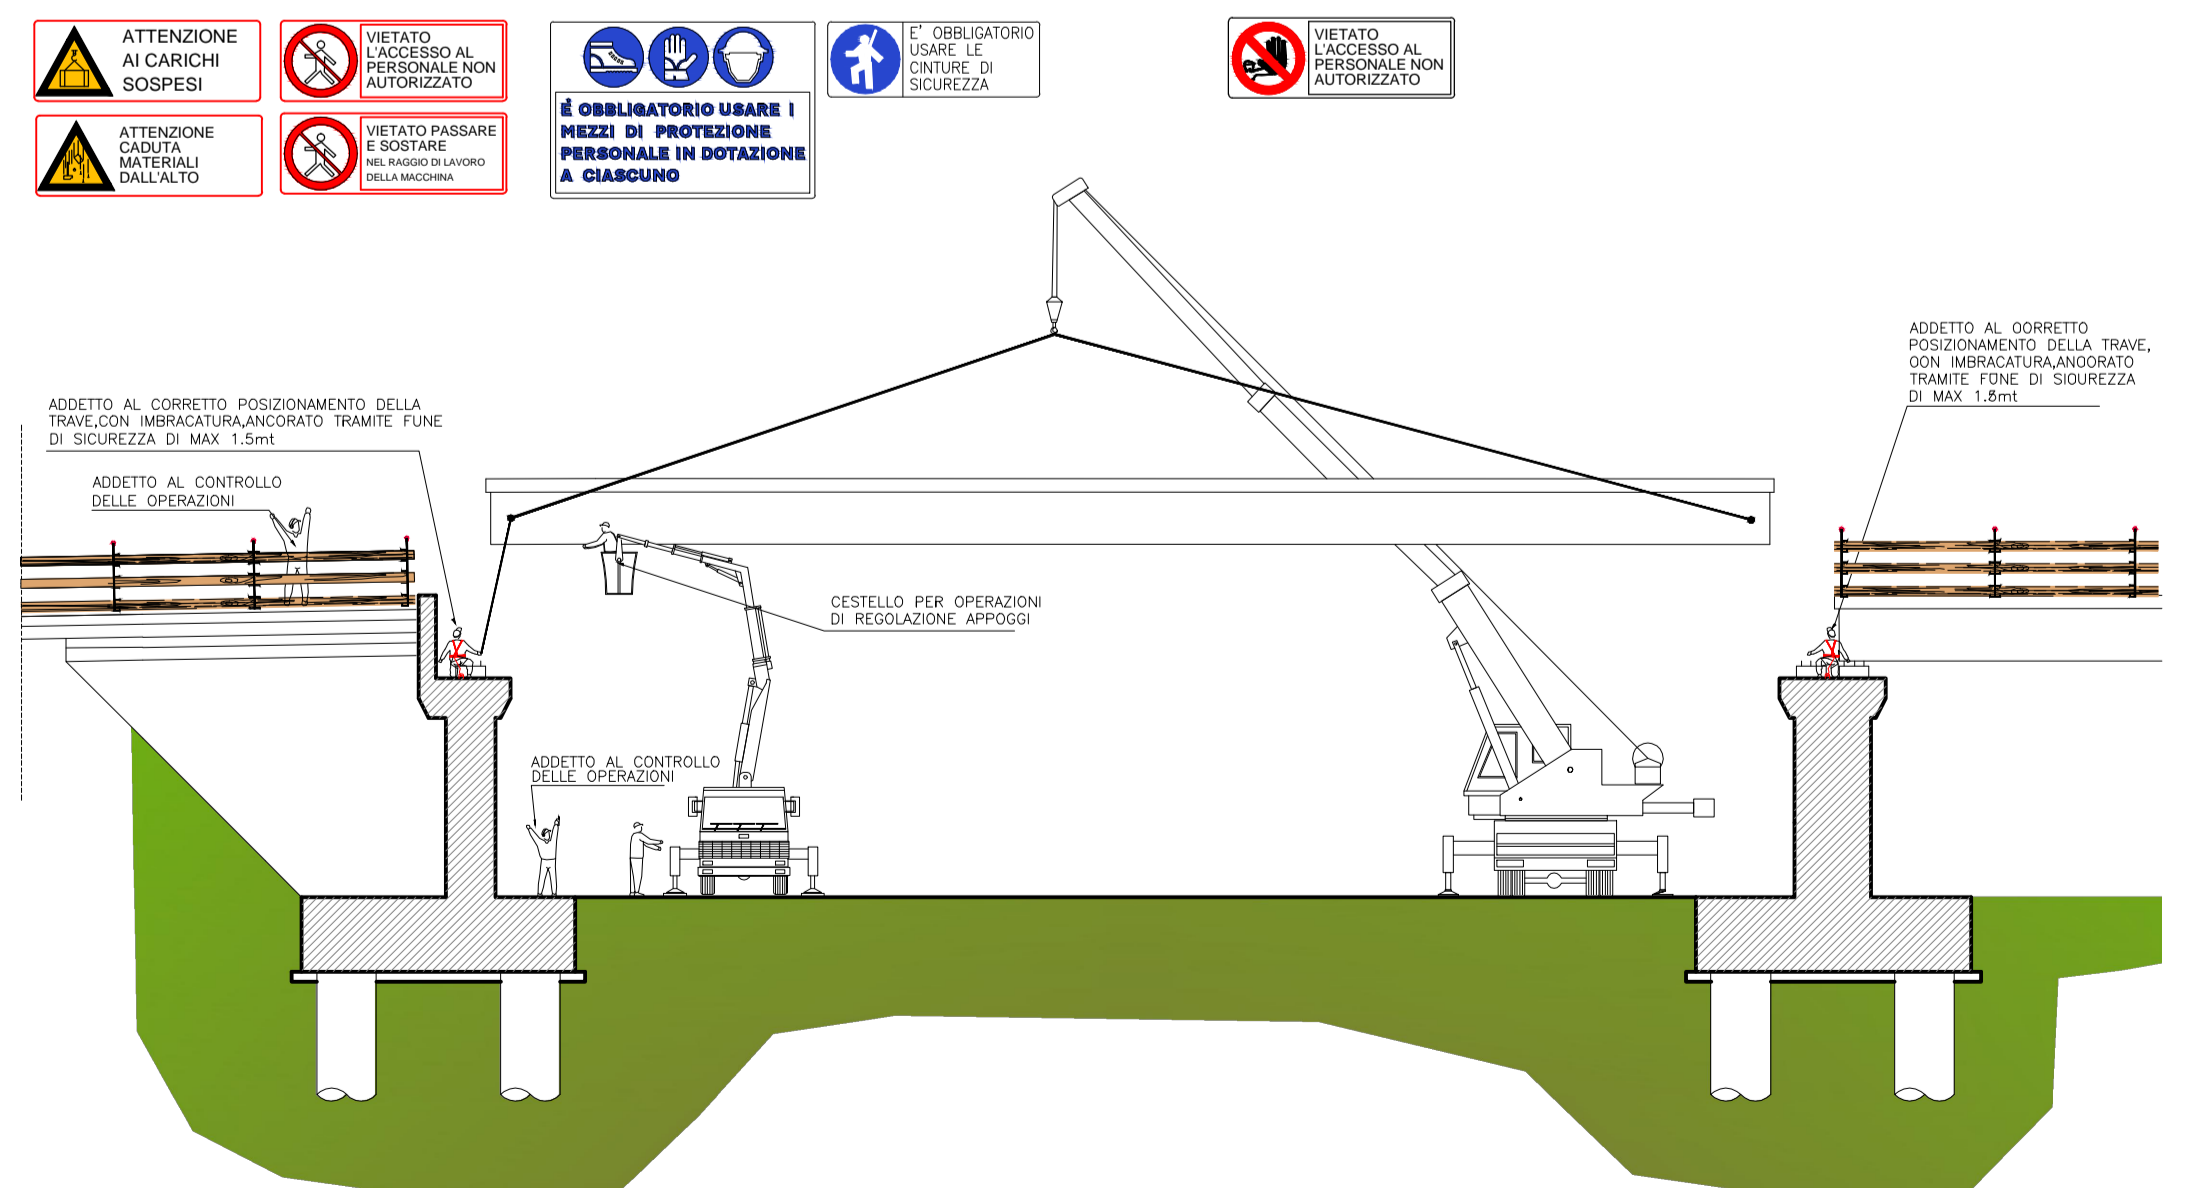 ATTENZIONE
AI CARICHI
SOSPESI
VIETATO
L'ACCESSO AL
PERSONALE NON
AUTORIZZATO
ATTENZIONE
CADUTA
MATERIALI
DALL'ALTO
VIETATO PASSARE
E SOSTARE
NEL RAGGIO DI LAVORO
DELLA MACCHINA
È OBBLIGATORIO USARE I
MEZZI DI PROTEZIONE
PERSONALE IN DOTAZIONE
A CIASCUNO
E' OBBLIGATORIO
USARE LE
CINTURE DI
SICUREZZA
VIETATO
L'ACCESSO AL
PERSONALE NON
AUTORIZZATO
ADDETTO AL CORRETTO POSIZIONAMENTO DELLA
TRAVE,CON IMBRACATURA,ANCORATO TRAMITE FUNE
DI SICUREZZA DI MAX 1.5mt
ADDETTO AL CONTROLLO
DELLE OPERAZIONI
ADDETTO AL OORRETTO
POSIZIONAMENTO DELLA TRAVE,
OON IMBRACATURA,ANOORATO
TRAMITE FUNE DI SIOUREZZA
DI MAX 1.8mt
CESTELLO PER OPERAZIONI
DI REGOLAZIONE APPOGGI
ADDETTO AL CONTROLLO
DELLE OPERAZIONI